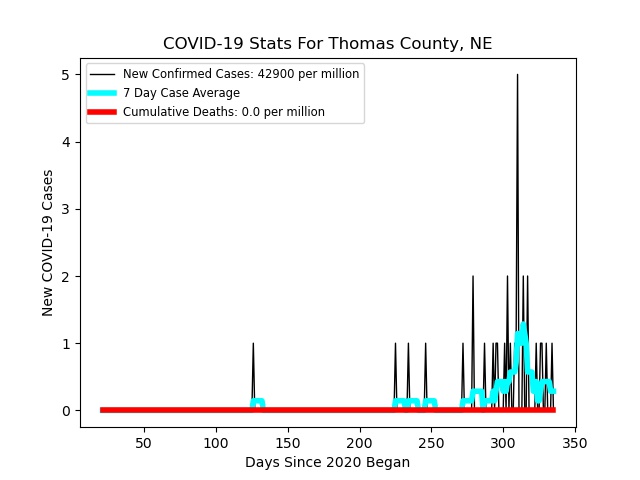 COVID-19 Stats For Thomas County, NE
New Confirmed Cases: 42900 per million
7 Day Case Average
Cumulative Deaths: 0.0 per million
New COVID-19 Cases
5
4
3
2
1
0
50 100 150 200 250 300 350
Days Since 2020 Began